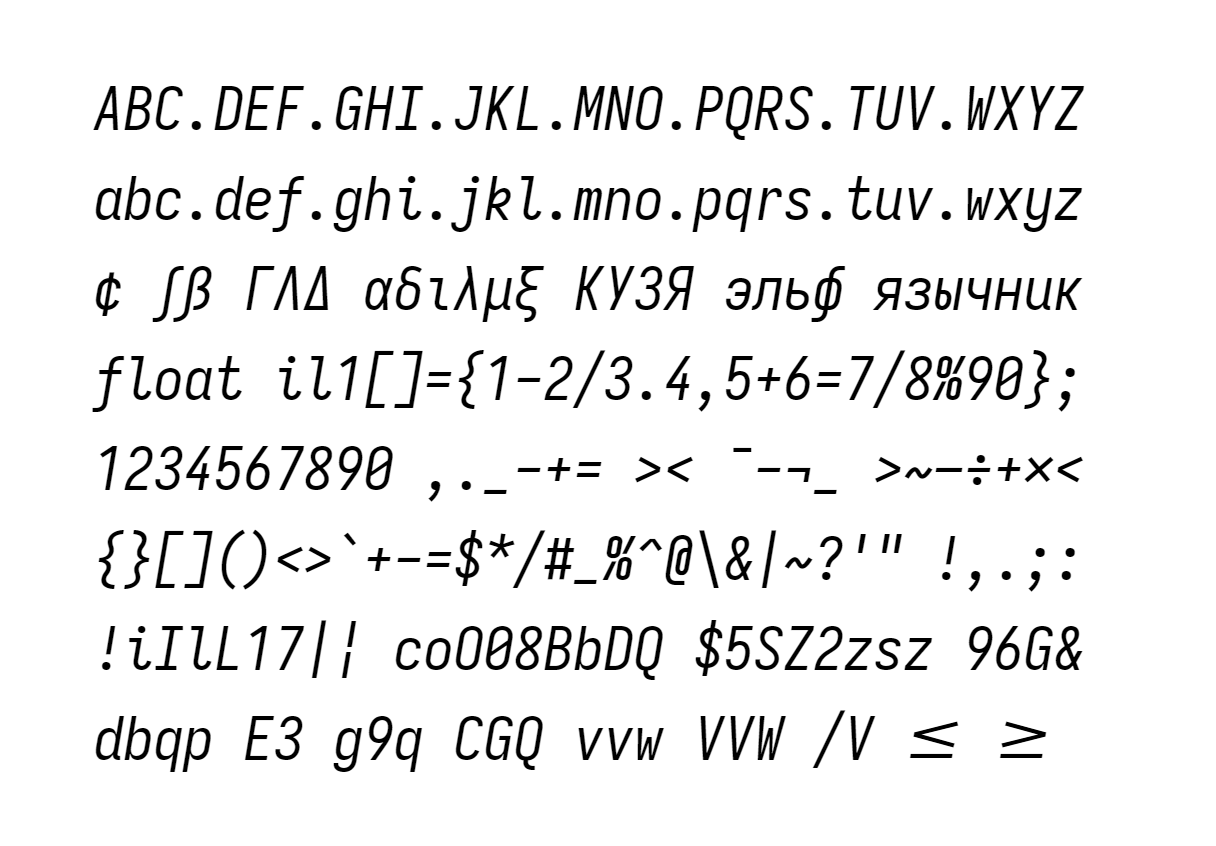 ABC.DEF.GHI.JKL.MNO.PQRS.TUV.WXYZ
abc.def.ghi.jkl.mno.pqrs.tuv.wxyz
¢ ∫β ΓΛΔ αδιλμξ КУЗЯ эльф язычник
float il1[]={1-2/3.4,5+6=7/8%90};
1234567890 ,._-+= >< ¯-¬_ >~–÷+×<
{}[]()<>`+-=$*/#_%^@\&|~?'" !,.;:
!iIlL17|¦ coO08BbDQ $5SZ2zsz 96G&
dbqp E3 g9q CGQ vvw VVW /V ≤ ≥